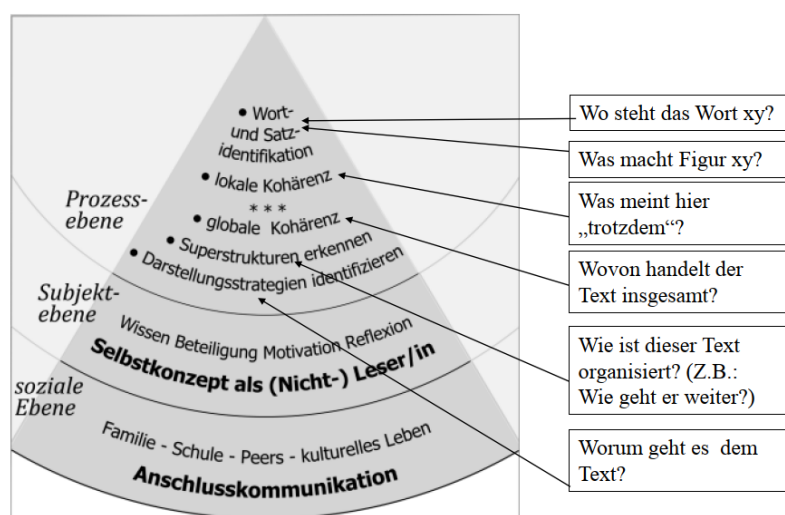 • Wort-
und Satz-
identifikation
• lokale Kohärenz
* * *
• globale Kohärenz
• Superstrukturen erkennen
• Darstellungsstrategien identifizieren
Prozess-
ebene
Wissen Beteiligung Motivation Reflexion
Selbstkonzept als (Nicht-) Leser/in
Subjekt-
ebene
Familie - Schule - Peers - kulturelles Leben
Anschlusskommunikation
soziale
Ebene
Wo steht das Wort xy?
Was macht Figur xy?
Was meint hier
„trotzdem“?
Wovon handelt der
Text insgesamt?
Wie ist dieser Text
organisiert? (Z.B.:
Wie geht er weiter?)
Worum geht es dem
Text?